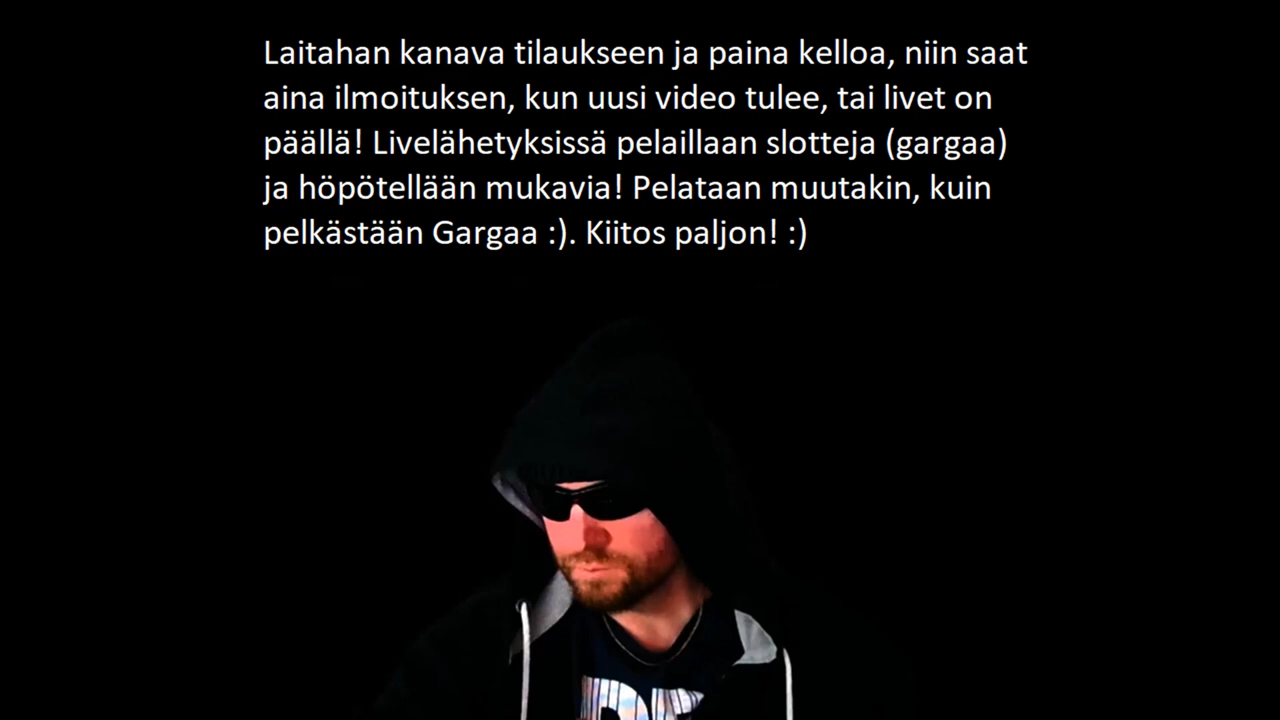 Laitahan kanava tilaukseen ja paina kelloa, niin saat
aina ilmoituksen, kun uusi video tulee, tai livet on
päällä! Livelähetyksissä pelaillaan slotteja (gargaa)
ja höpötellään mukavia! Pelataan muutakin, kuin
pelkästään Gargaa :). Kiitos paljon! :)